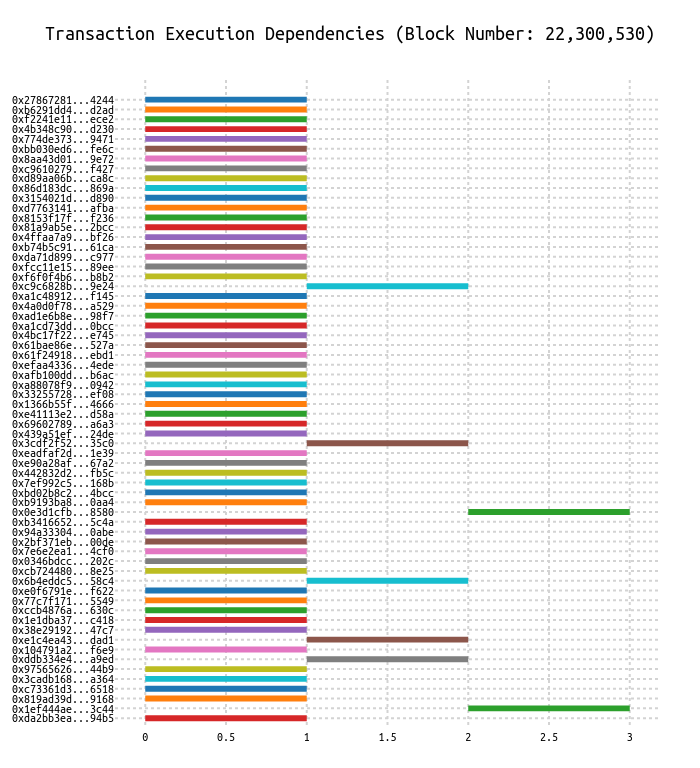 Transaction Execution Dependencies (Block Number: 22,300,530)
0x27867281...4244
0xb6291dd4...d2ad
0xf2241e11...ece2
0x4b348c90...d230
0x774de373...9471
0xbb030ed6...fe6c
0x8aa43d01...9e72
0xc9610279...f427
0xd89aa06b...ca8c
0x86d183dc...869a
0x3154021d...d890
0xd7763141...afba
0x8153f17f...f236
0x81a9ab5e...2bcc
0x4ffaa7a9...bf26
0xb74b5c91...61ca
0xda71d899...c977
0xfcc11e15...89ee
0xf6f0f4b6...b8b2
0xc9c6828b...9e24
0xa1c48912...f145
0x4a0d0f78...a529
0xad1e6b8e...98f7
0xa1cd73dd...0bcc
0x4bc17f22...e745
0x61bae86e...527a
0x61f24918...ebd1
0xefaa4336...4ede
0xafb100dd...b6ac
0xa88078f9...0942
0x33255728...ef08
0x1366b55f...4666
0xe41113e2...d58a
0x69602789...a6a3
0x439a51ef...24de
0x3cdf2f52...35c0
0xeadfaf2d...1e39
0xe90a28af...67a2
0x442832d2...fb5c
0x7ef992c5...168b
0xbd02b8c2...4bcc
0xb9193ba8...0aa4
0x0e3d1cfb...8580
0xb3416652...5c4a
0x94a33304...0abe
0x2bf371eb...00de
0x7e6e2ea1...4cf0
0x0346bdcc...202c
0xcb724480...8e25
0x6b4eddc5...58c4
0xe0f6791e...f622
0x77c7f171...5549
0xccb4876a...630c
0x1e1dba37...c418
0x38e29192...47c7
0xe1c4ea43...dad1
0x104791a2...f6e9
0xddb334e4...a9ed
0x97565626...44b9
0x3cadb168...a364
0xc73361d3...6518
0x819ad39d...9168
0x1ef444ae...3c44
0xda2bb3ea...94b5
0 0.5 1 1.5 2 2.5 3